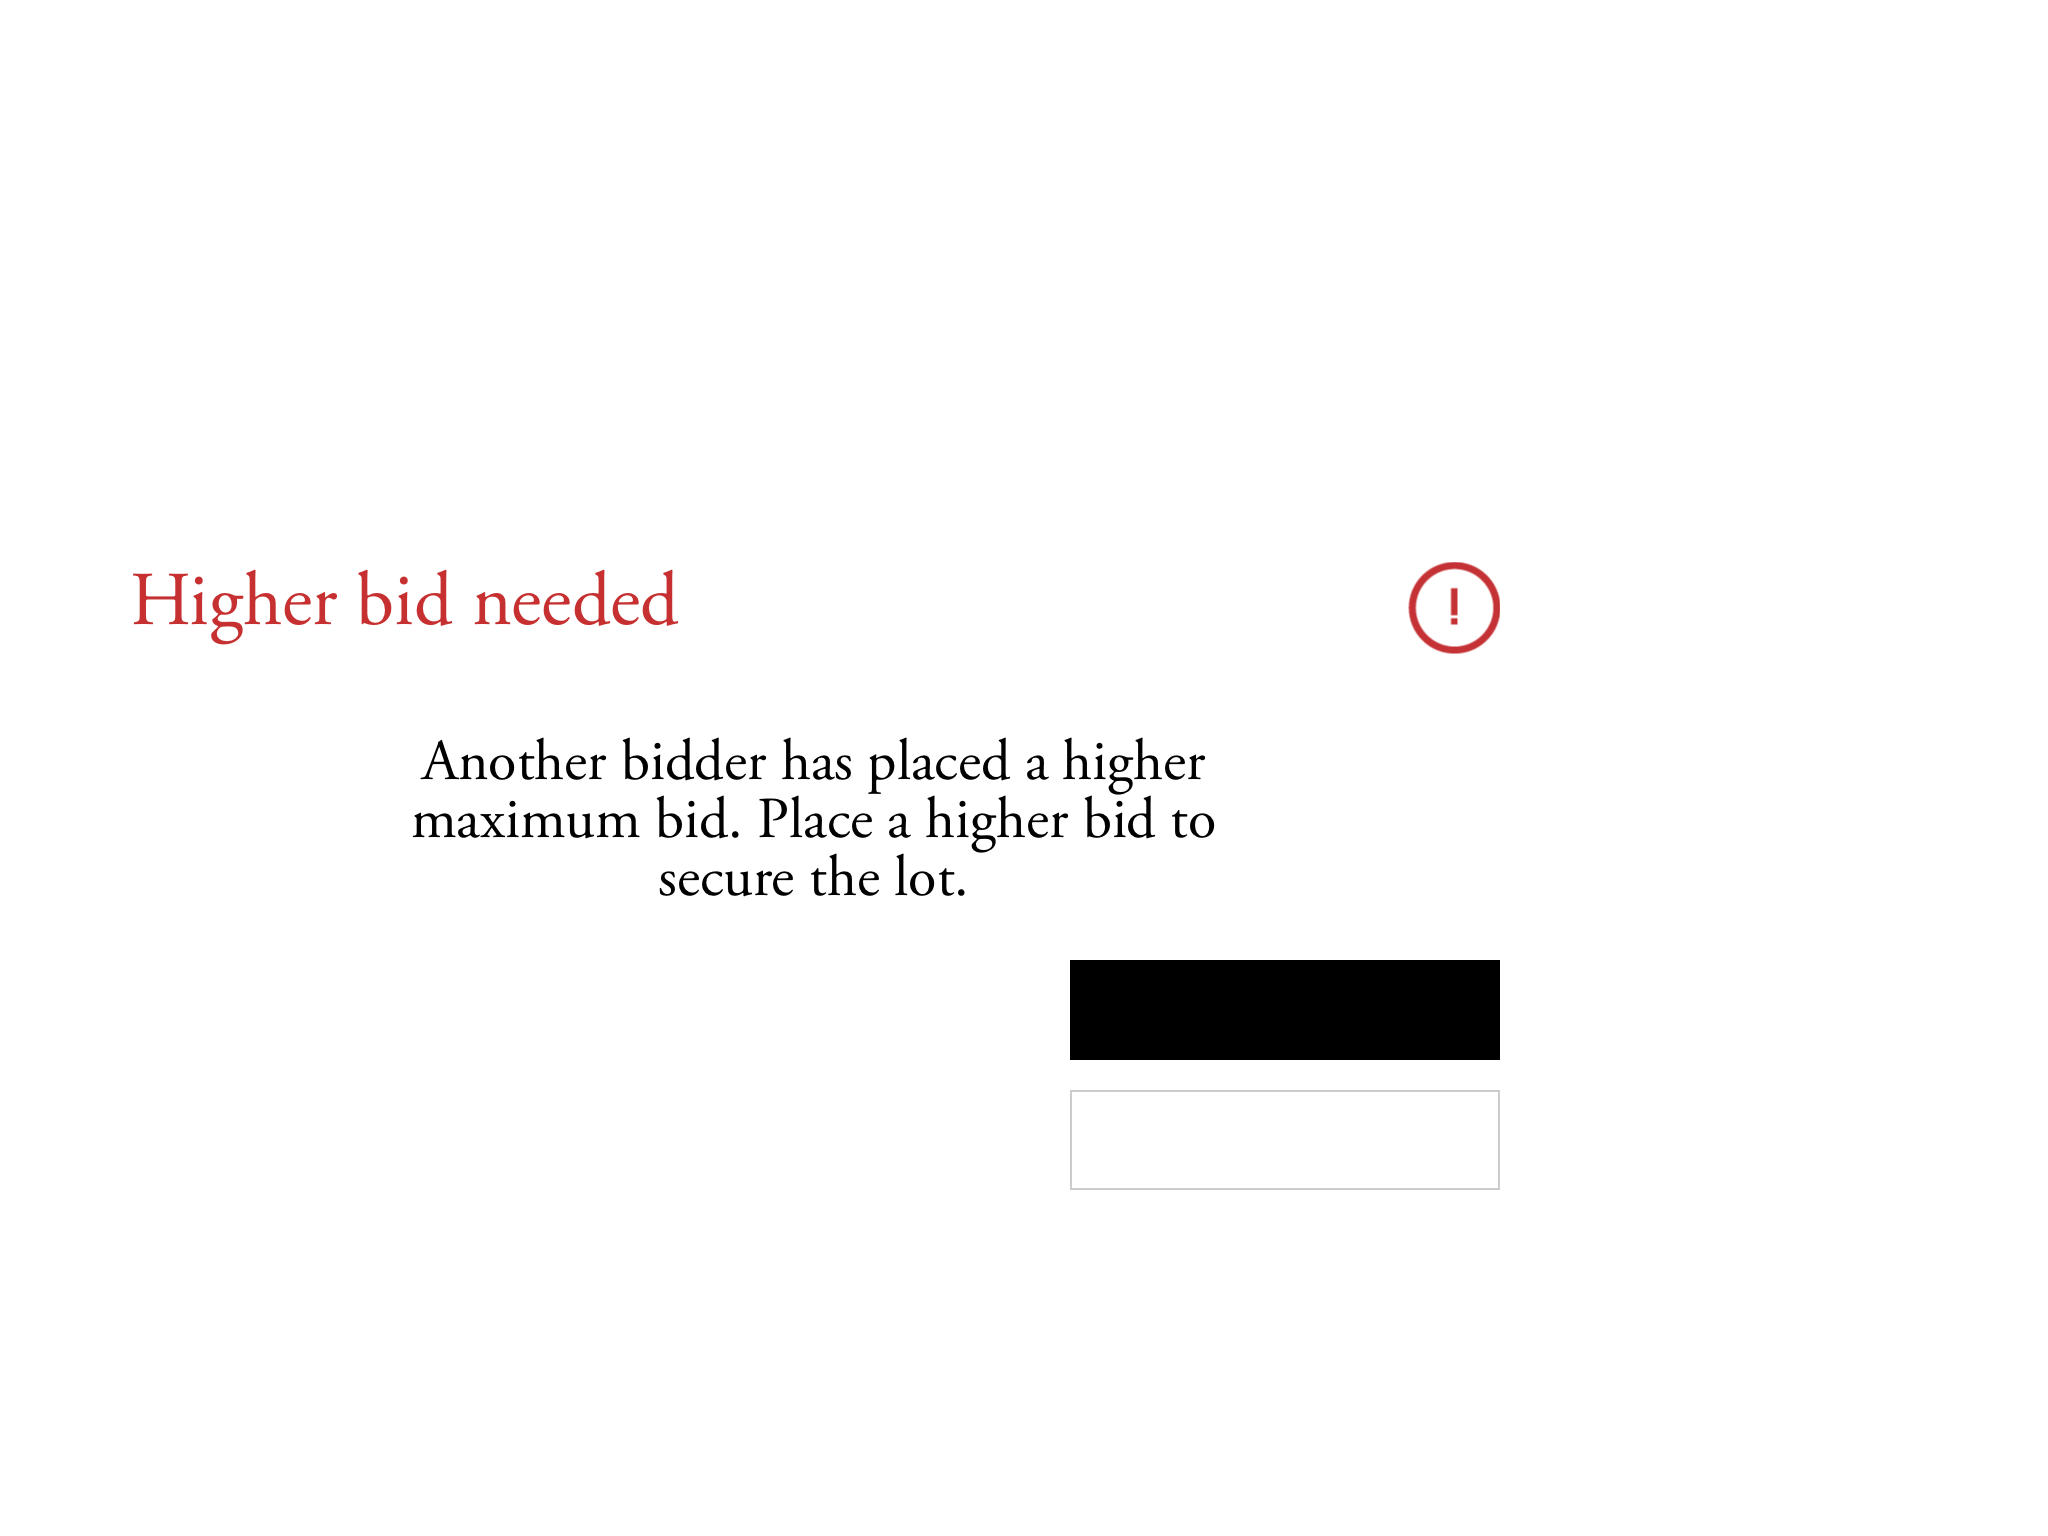 Higher bid needed
Another bidder has placed a higher
maximum bid. Place a higher bid to
secure the lot.